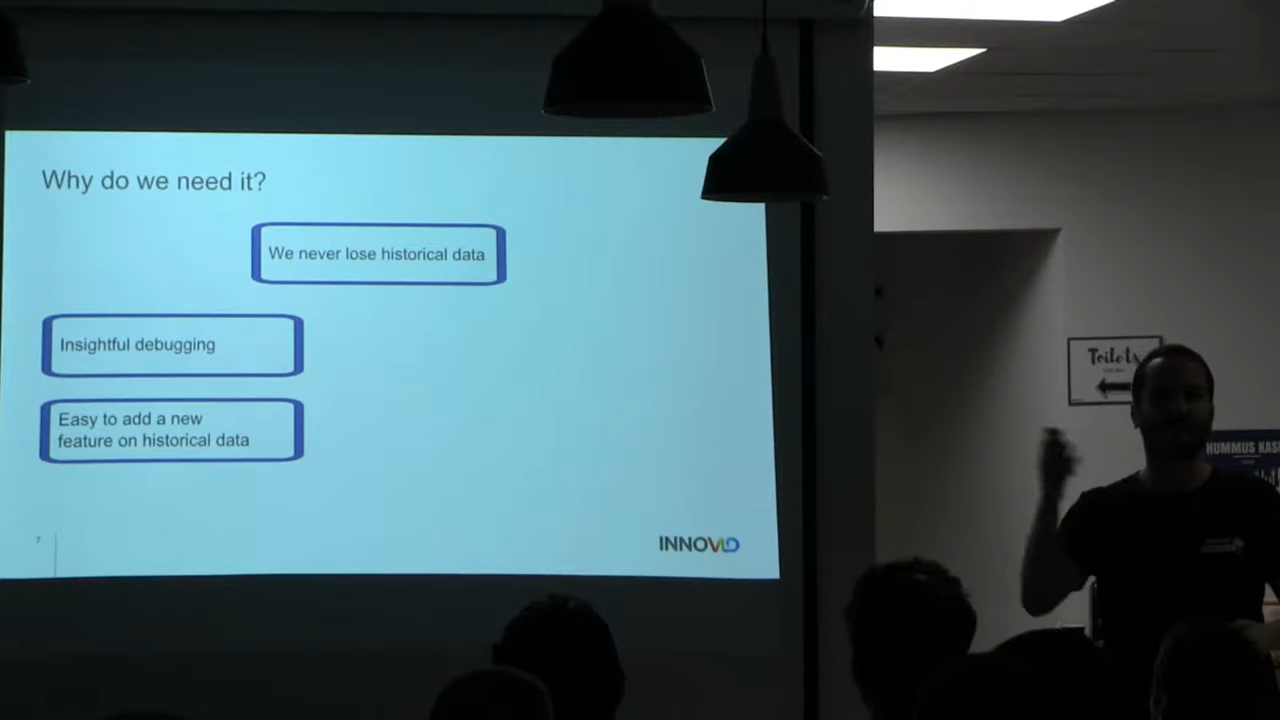 Why do we need it?
We never lose historical data
Insightful debugging
Easy to add a new
feature on historical data
7
INNOVID
Toilets
HUMMUS